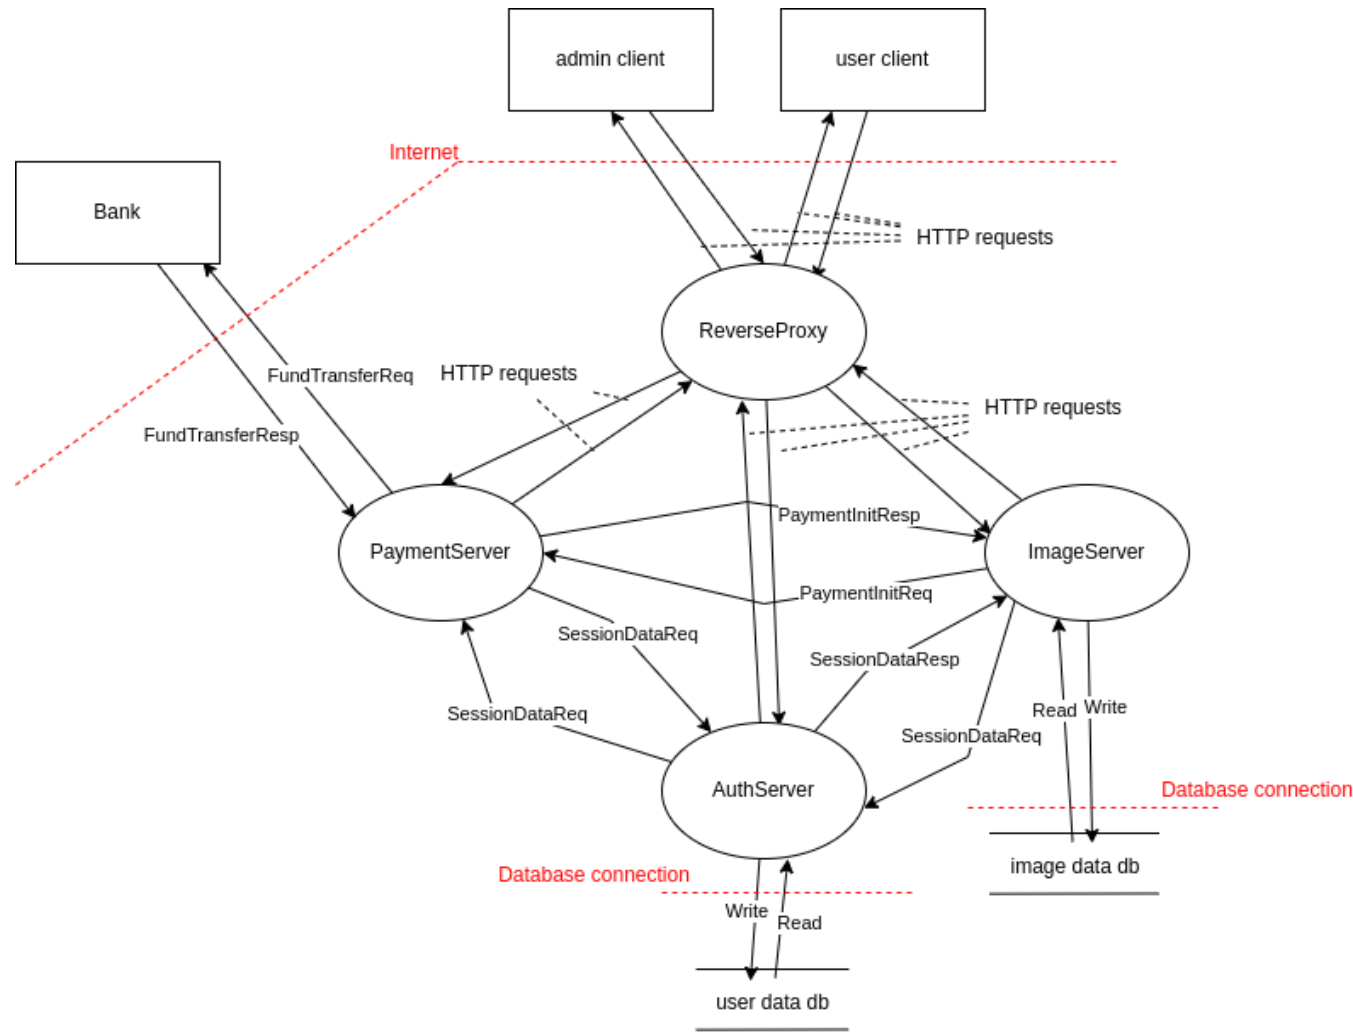 admin client
user client
Internet
Bank
HTTP requests
ReverseProxy
FundTransferReq
HTTP requests
HTTP requests
FundTransferResp
PaymentInitResp
PaymentServer
ImageServer
PaymentInitReq
SessionDataReq
SessionDataResp
SessionDataReq
Read
Write
SessionDataReq
AuthServer
Database connection
image data db
Database connection
Write
Read
user data db